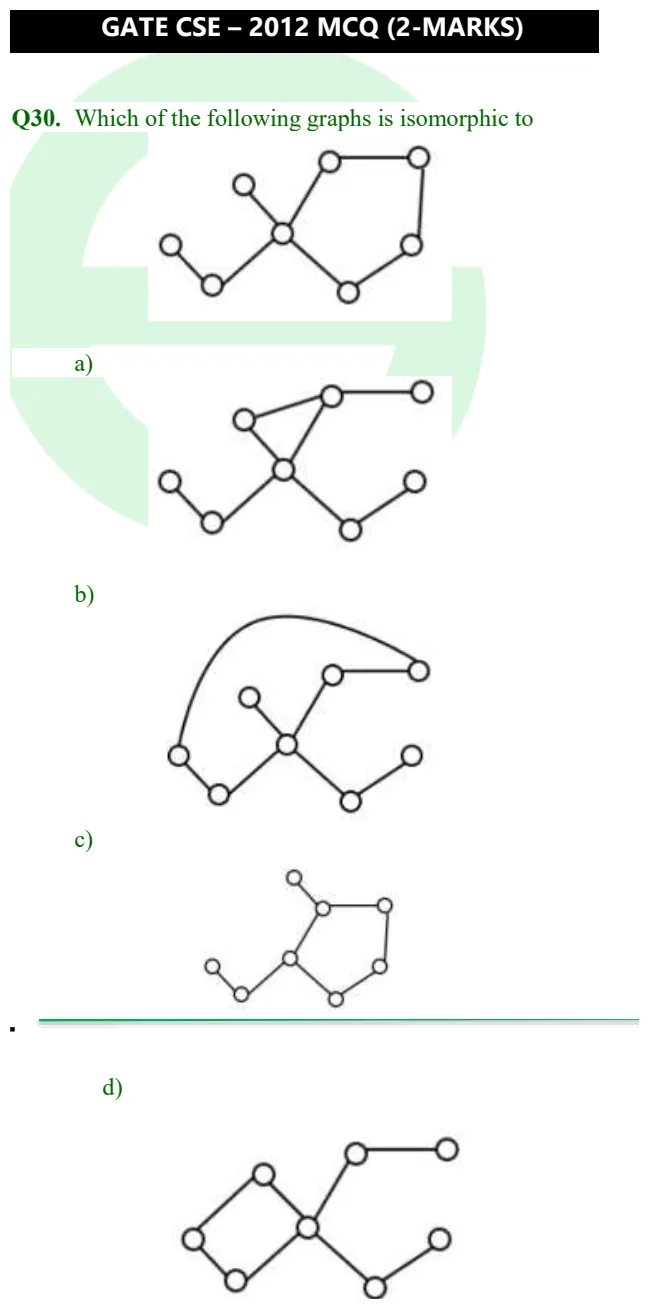 GATE CSE – 2012 MCQ (2-MARKS)
Q30. Which of the following graphs is isomorphic to
a)
b)
c)
d)